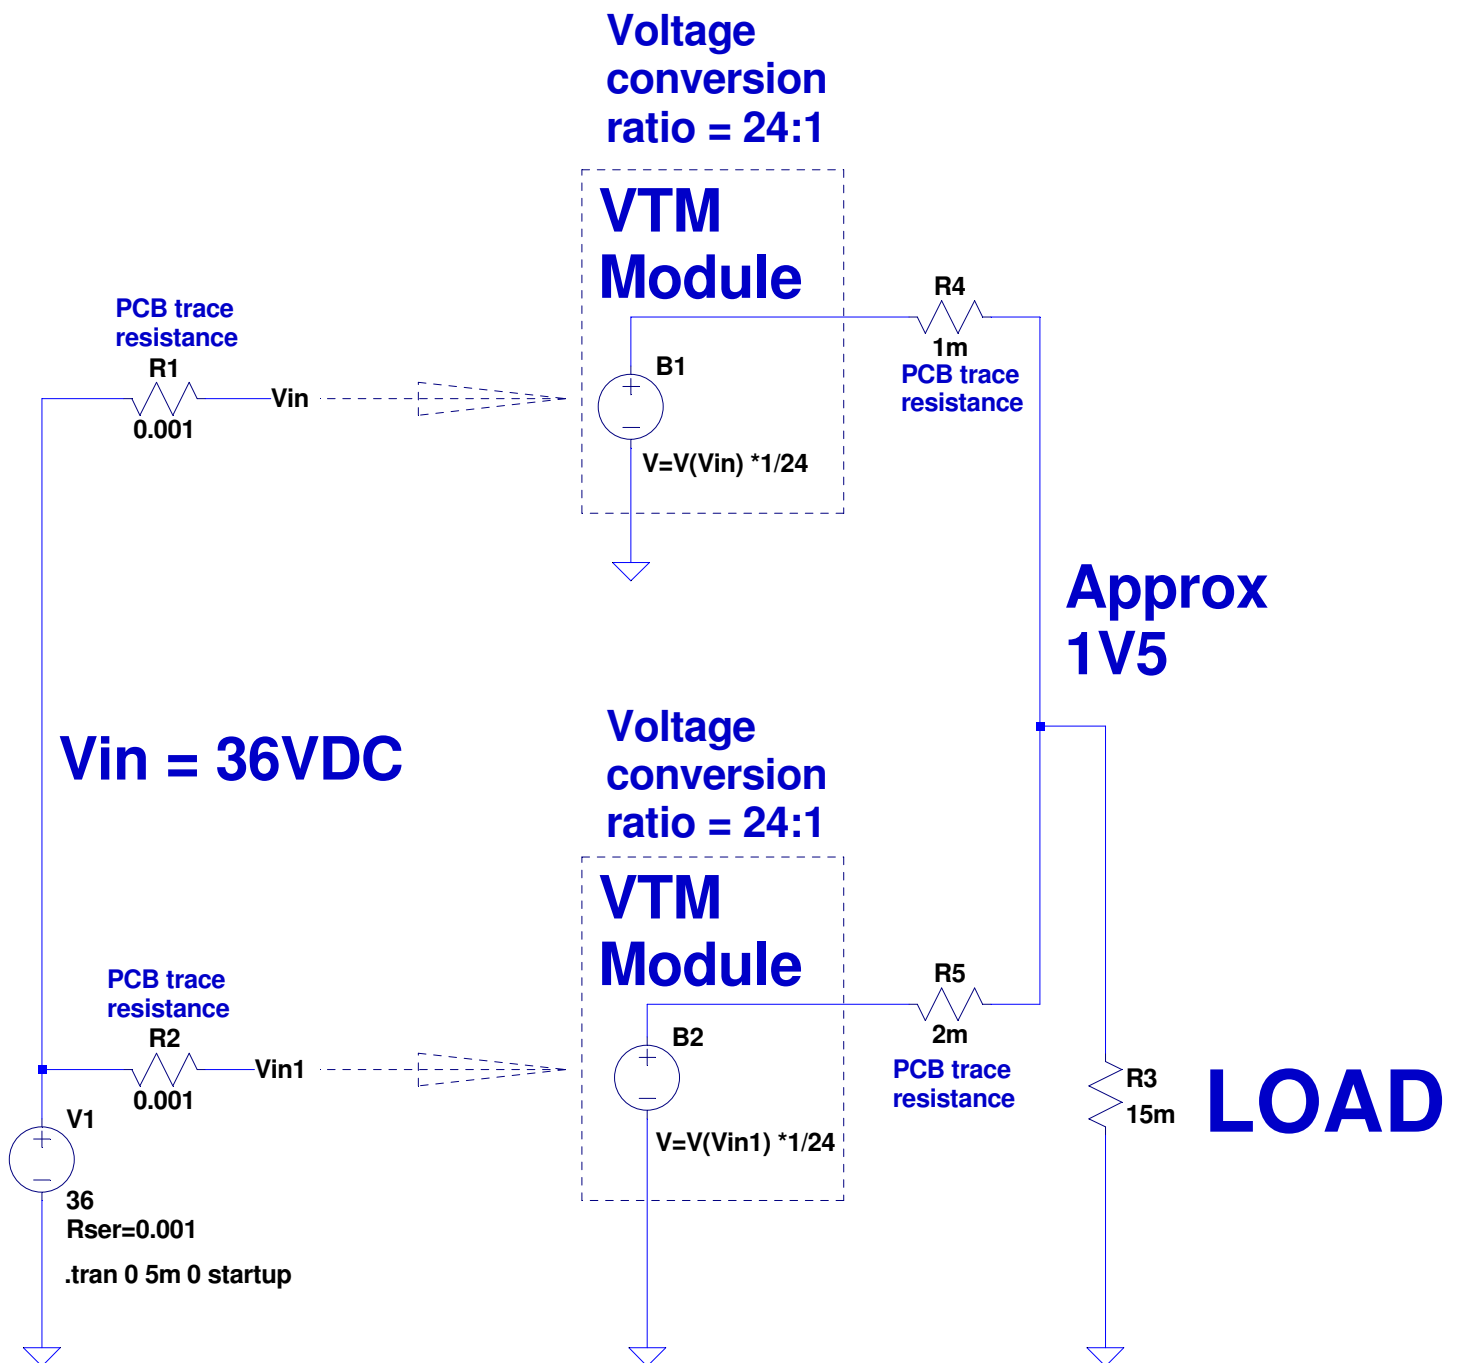 Voltage
conversion
ratio = 24:1
VTM
Module
PCB trace
resistance
R1
0.001
Vin
B1
V=V(Vin) *1/24
R4
1m
PCB trace
resistance
Approx
1V5
Vin = 36VDC
Voltage
conversion
ratio = 24:1
VTM
Module
PCB trace
resistance
R2
0.001
Vin1
B2
V=V(Vin1) *1/24
R5
2m
PCB trace
resistance
R3
15m
LOAD
V1
36
Rser=0.001
.tran 0 5m 0 startup